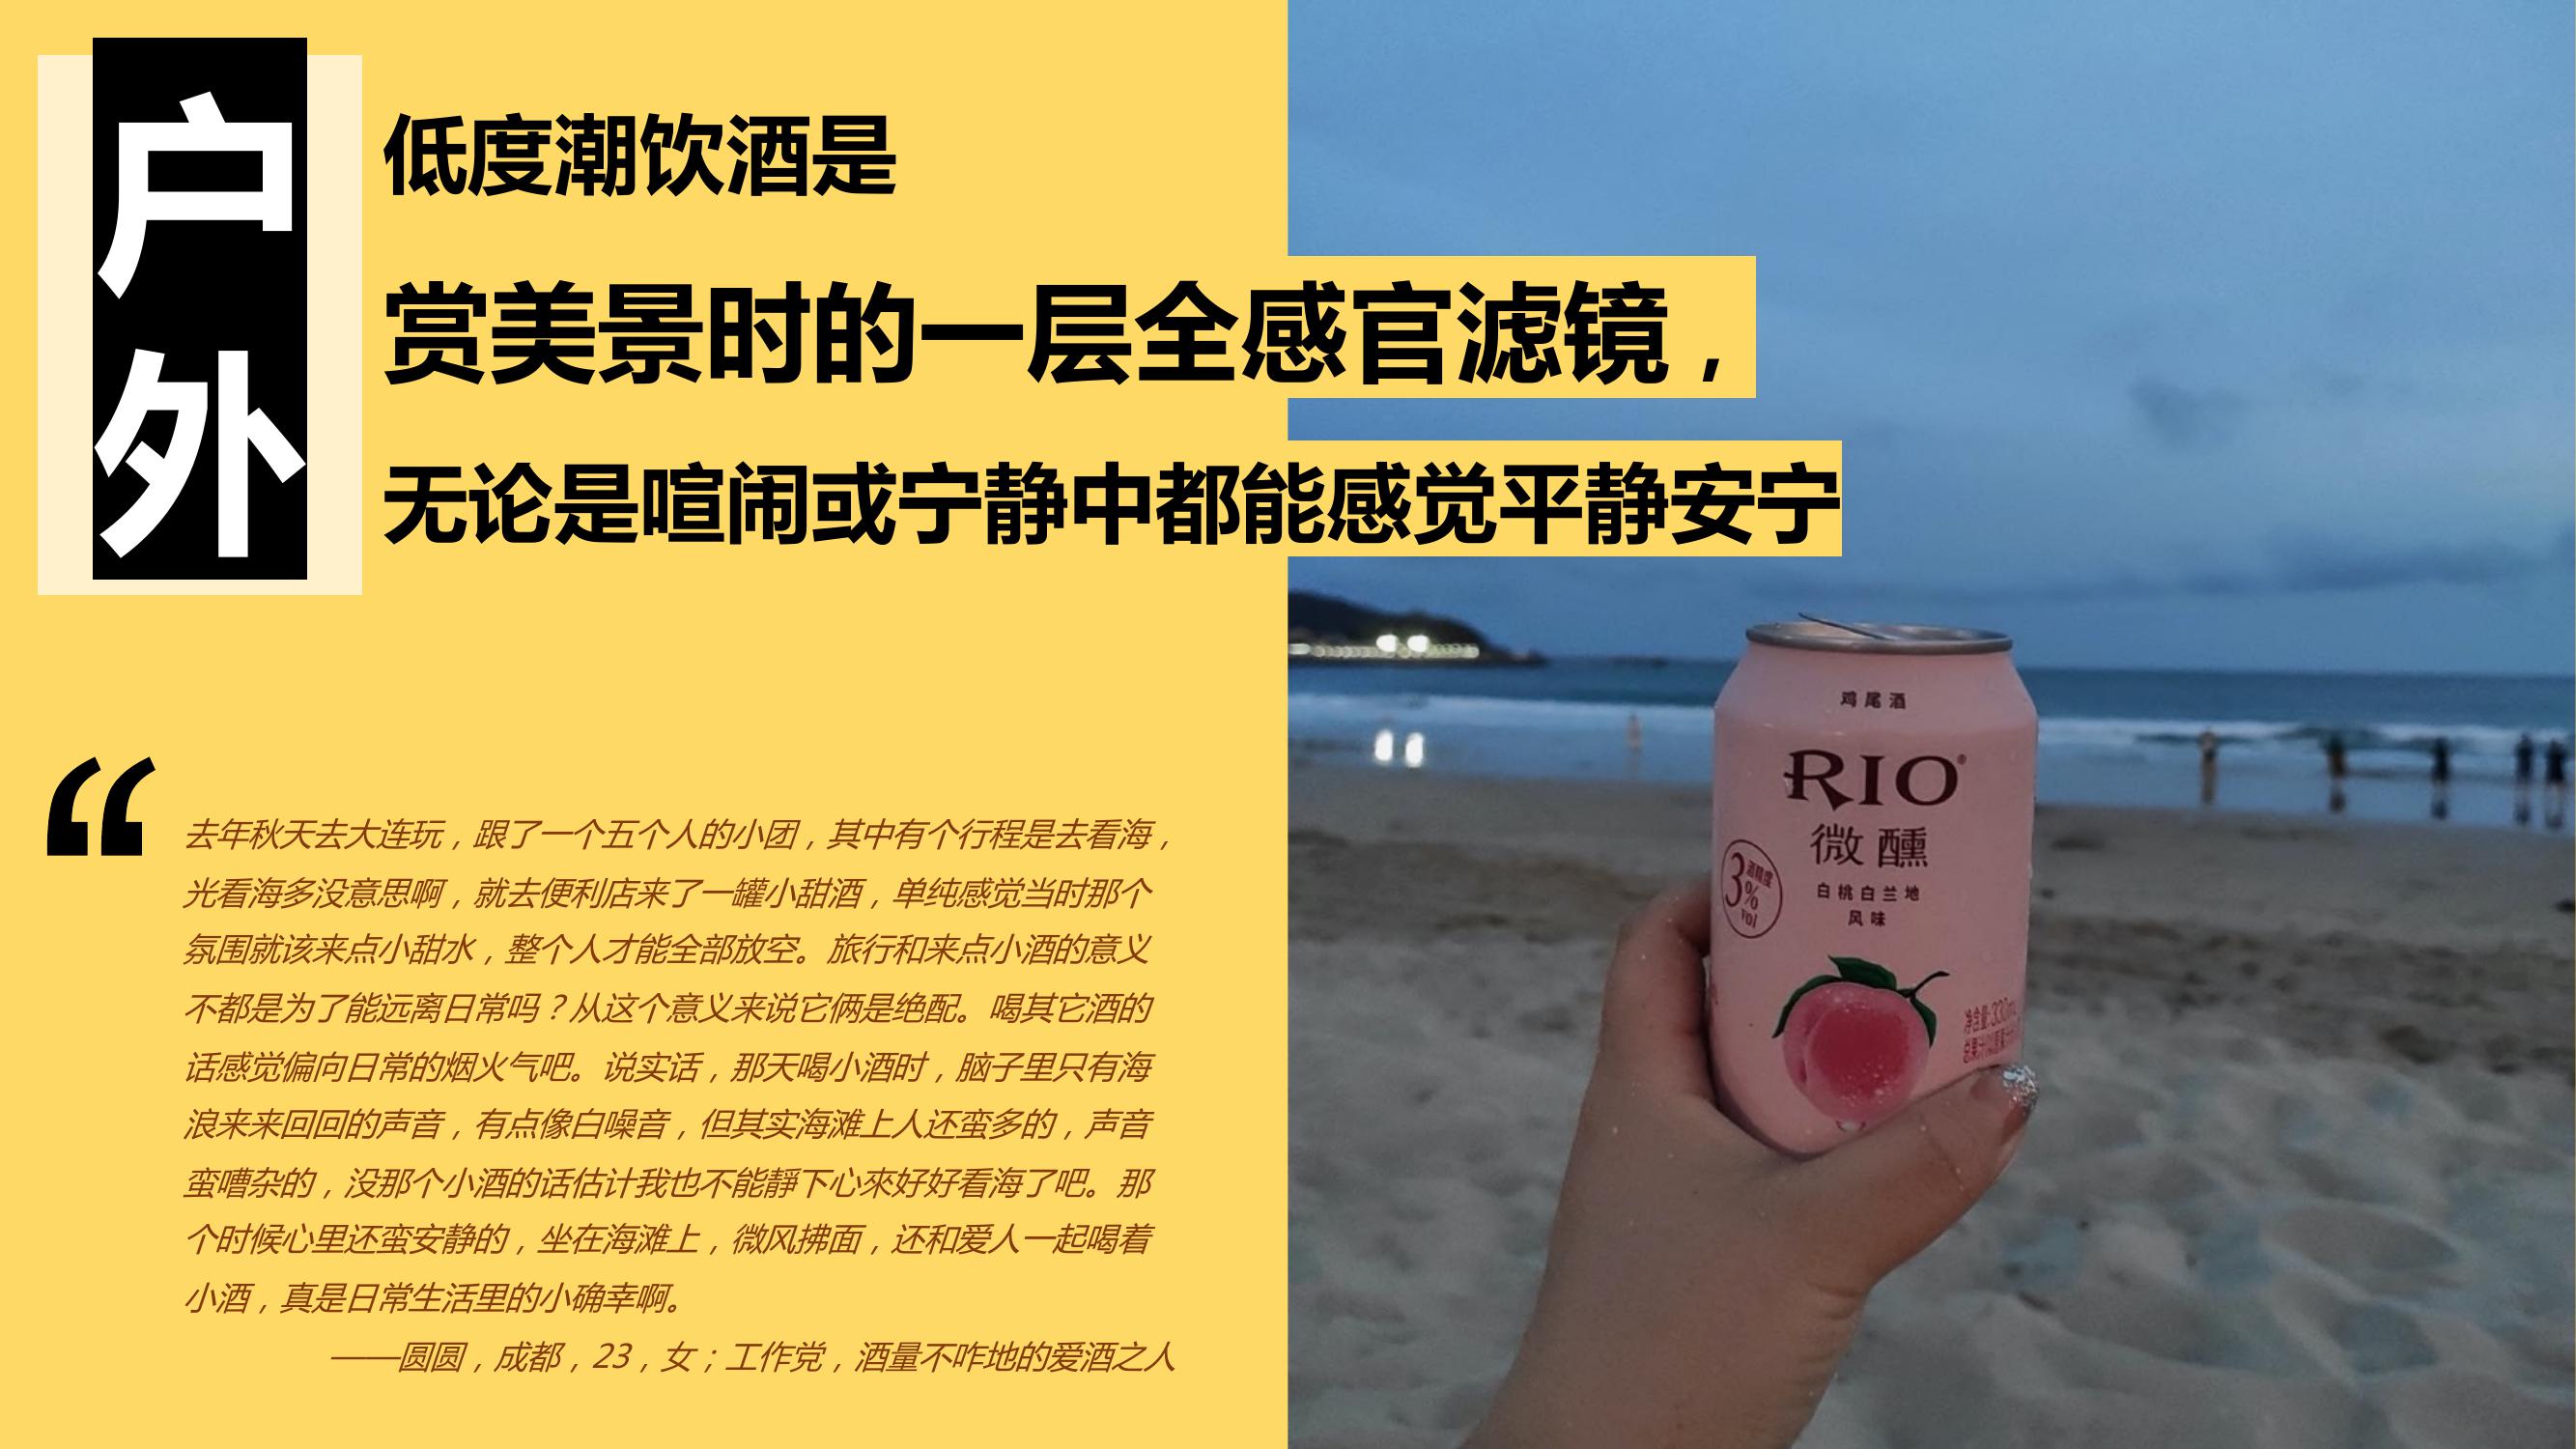 户外
低度潮饮酒是
赏美景时的一层全感官滤镜，
无论是喧闹或宁静中都能感觉平静安宁
“
去年秋天去大连玩，跟了一个五个人的小团，其中有个行程是去看海，
光看海多没意思啊，就去便利店来了一罐小甜酒，单纯感觉当时那个
氛围就该来点小甜水，整个人才能全部放空。旅行和来点小酒的意义
不都是为了能远离日常吗？从这个意义来说它俩是绝配。喝其它酒的
话感觉偏向日常的烟火气吧。说实话，那天喝小酒时，脑子里只有海
浪来来回回的声音，有点像白噪音，但其实海滩上人还蛮多的，声音
蛮嘈杂的，没那个小酒的话估计我也不能靜下心來好好看海了吧。那
个时候心里还蛮安静的，坐在海滩上，微风拂面，还和爱人一起喝着
小酒，真是日常生活里的小确幸啊。
——圆圆，成都，23，女；工作党，酒量不咋地的爱酒之人
鸡尾酒
RIO®
微醺
白桃白兰地
风味
酒精度
3%
vol
净含量:330m